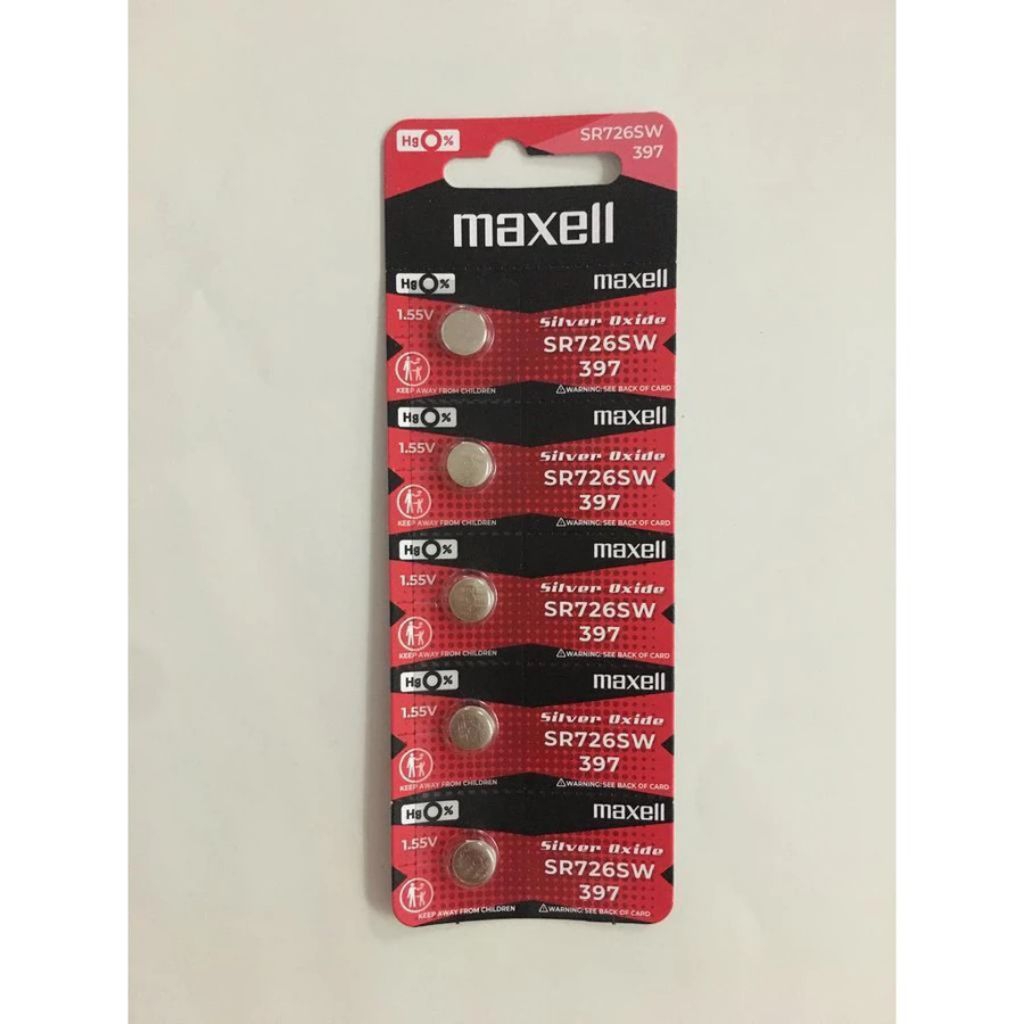 Hg0%
SR726SW
397
maxell
Hg0% maxell
1.55V Silver Oxide
SR726SW
397
KEEP AWAY FROM CHILDREN ⚠WARNING: SEE BACK OF CARD
Hg0% maxell
1.55V Silver Oxide
SR726SW
397
KEEP AWAY FROM CHILDREN ⚠WARNING: SEE BACK OF CARD
Hg0% maxell
1.55V Silver Oxide
SR726SW
397
KEEP AWAY FROM CHILDREN ⚠WARNING: SEE BACK OF CARD
Hg0% maxell
1.55V Silver Oxide
SR726SW
397
KEEP AWAY FROM CHILDREN ⚠WARNING: SEE BACK OF CARD
Hg0% maxell
1.55V Silver Oxide
SR726SW
397
KEEP AWAY FROM CHILDREN ⚠WARNING: SEE BACK OF CARD